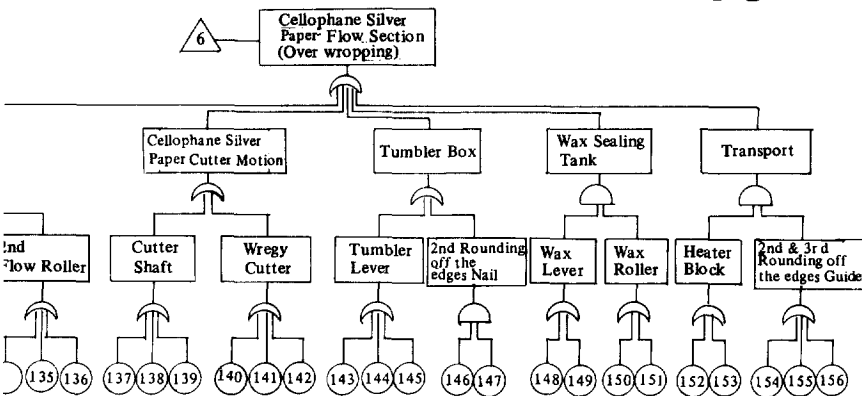 Cellophane Silver
Paper Flow Section
(Over wropping)
6
Cellophane Silver
Paper Cutter Motion
Tumbler Box
Wax Sealing
Tank
Transport
2nd
Flow Roller
Cutter
Shaft
Wregy
Cutter
Tumbler
Lever
2nd Rounding
off the
edges Nail
Wax
Lever
Wax
Roller
Heater
Block
2nd & 3rd
Rounding off
the edges Guide
135 136 137 138 139 140 141 142 143 144 145 146 147 148 149 150 151 152 153 154 155 156